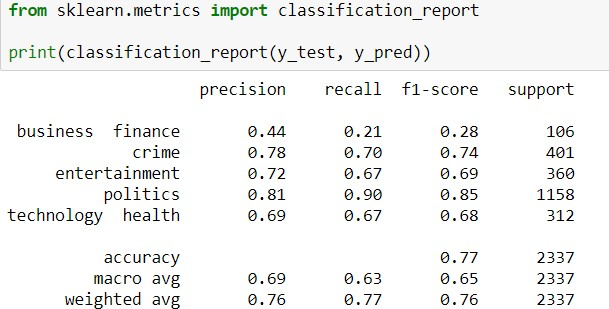 from sklearn.metrics import classification_report
print(classification_report(y_test, y_pred))
precision recall f1-score support
business finance 0.44 0.21 0.28 106
crime 0.78 0.70 0.74 401
entertainment 0.72 0.67 0.69 360
politics 0.81 0.90 0.85 1158
technology health 0.69 0.67 0.68 312
accuracy 0.77 2337
macro avg 0.69 0.63 0.65 2337
weighted avg 0.76 0.77 0.76 2337